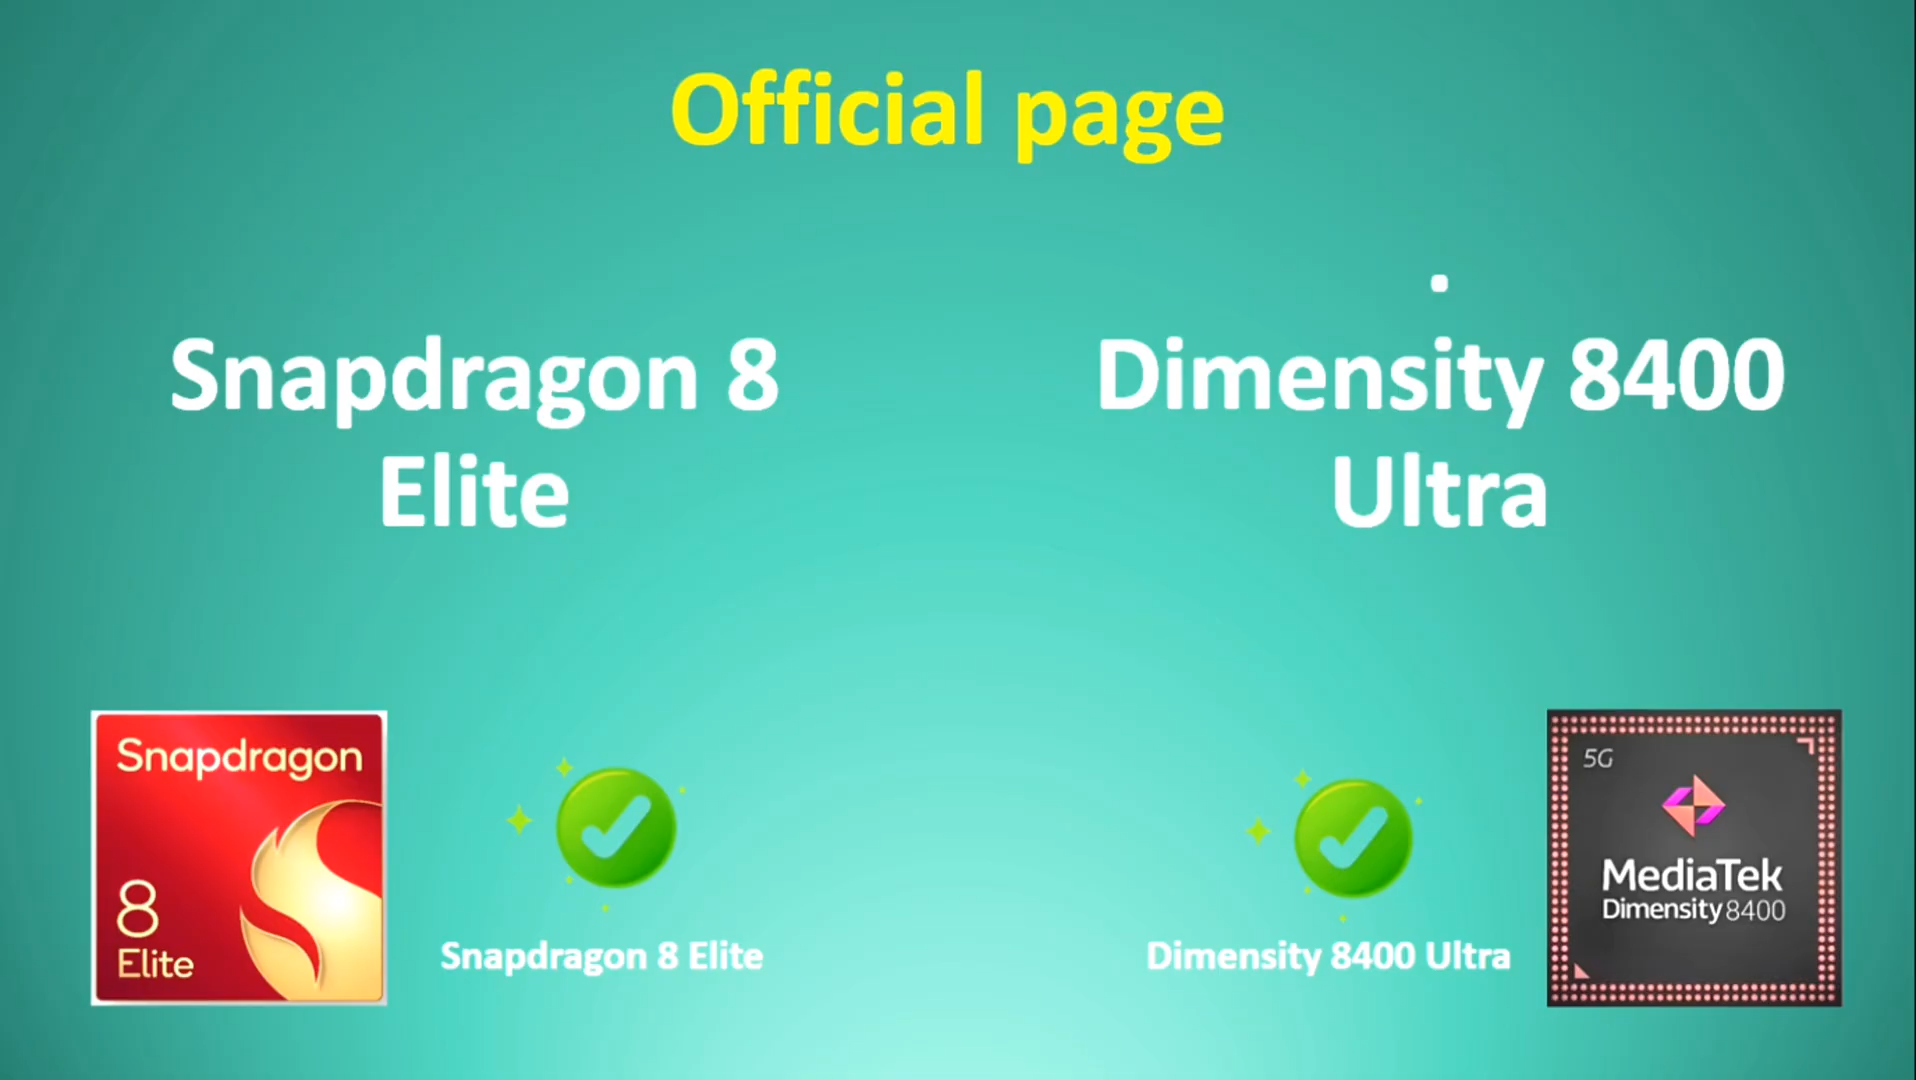 Official page
.
Snapdragon 8
Elite
Dimensity 8400
Ultra
Snapdragon
8
Elite
Snapdragon 8 Elite
Dimensity 8400 Ultra
5G
MediaTek
Dimensity 8400